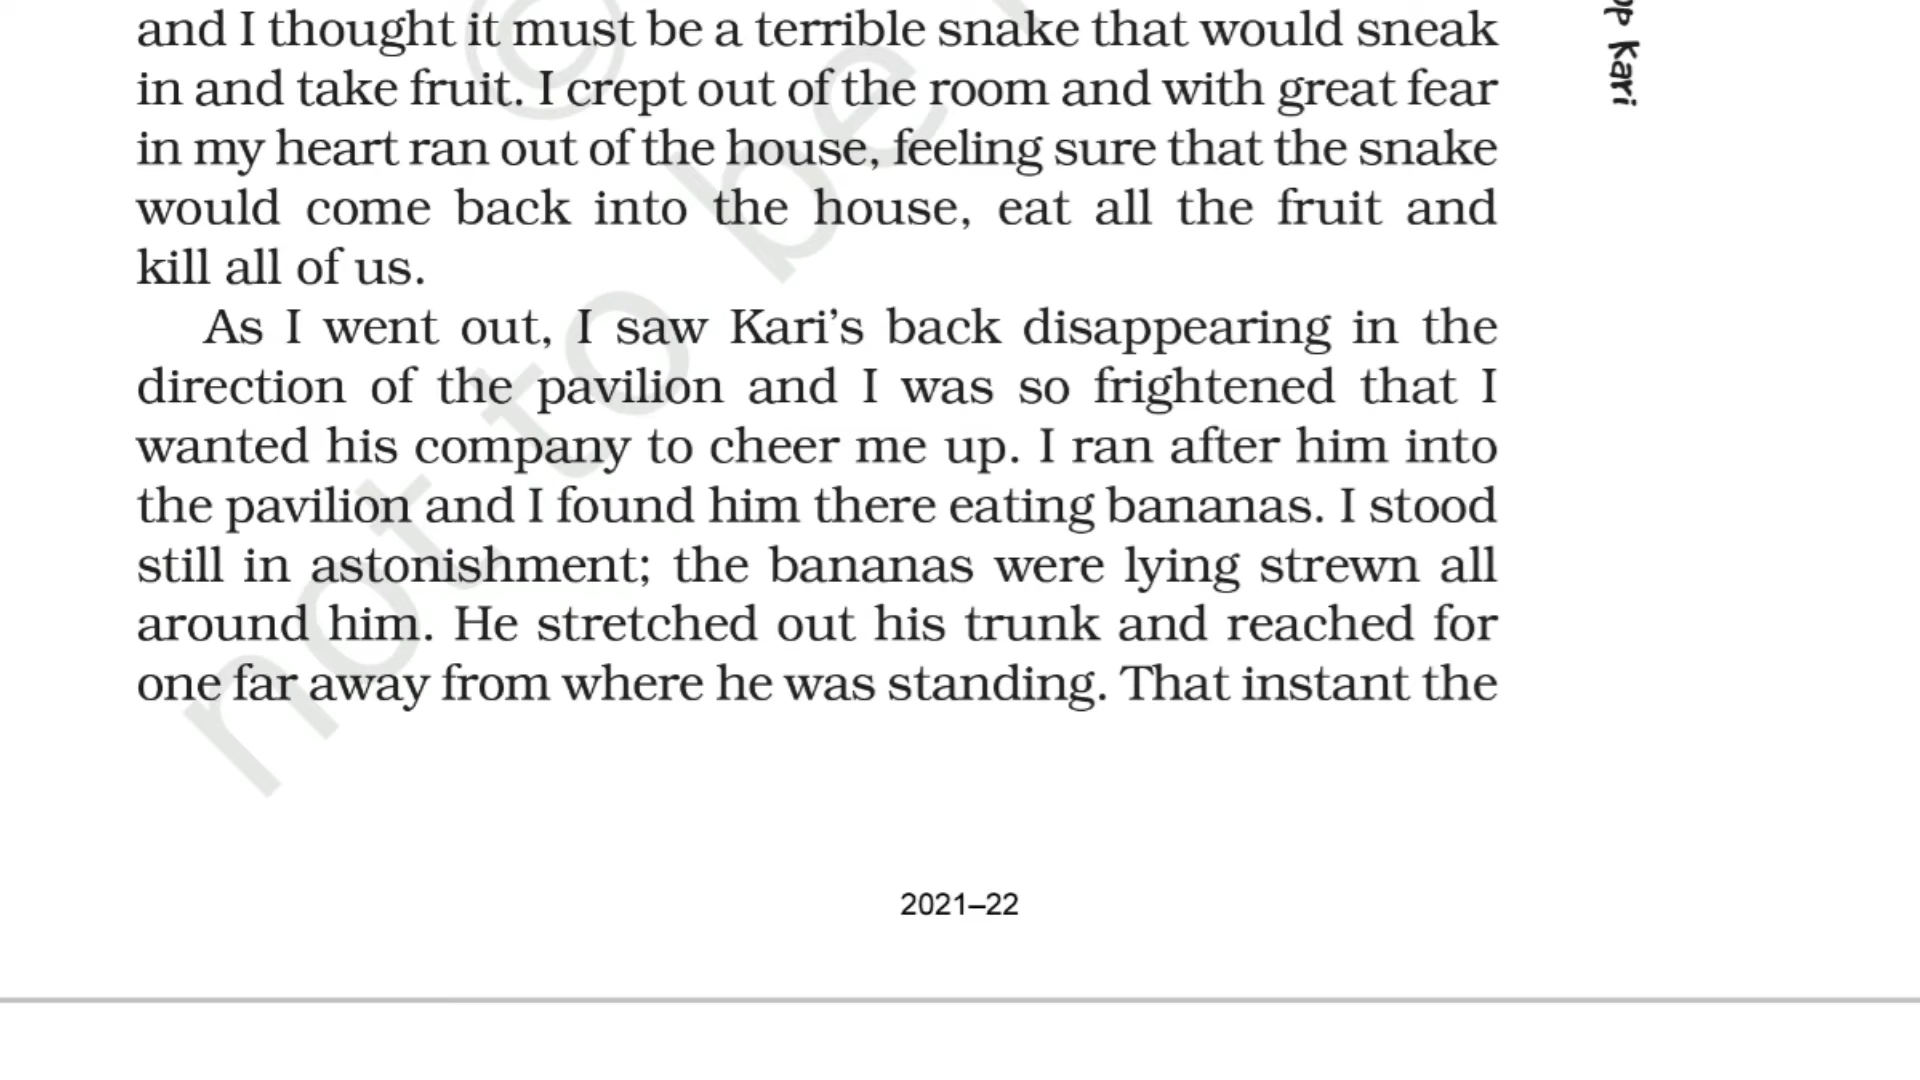 and I thought it must be a terrible snake that would sneak
in and take fruit. I crept out of the room and with great fear
in my heart ran out of the house, feeling sure that the snake
would come back into the house, eat all the fruit and
kill all of us.
As I went out, I saw Kari’s back disappearing in the
direction of the pavilion and I was so frightened that I
wanted his company to cheer me up. I ran after him into
the pavilion and I found him there eating bananas. I stood
still in astonishment; the bananas were lying strewn all
around him. He stretched out his trunk and reached for
one far away from where he was standing. That instant the
2021–22
Kari
©
not to be